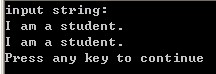 input string:
I am a student.
I am a student.
Press any key to continue